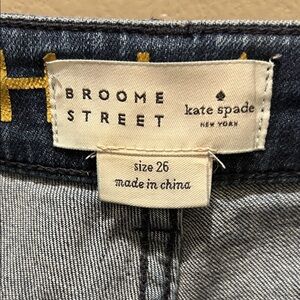 BROOME
STREET
kate spade
NEW YORK
size 26
made in china